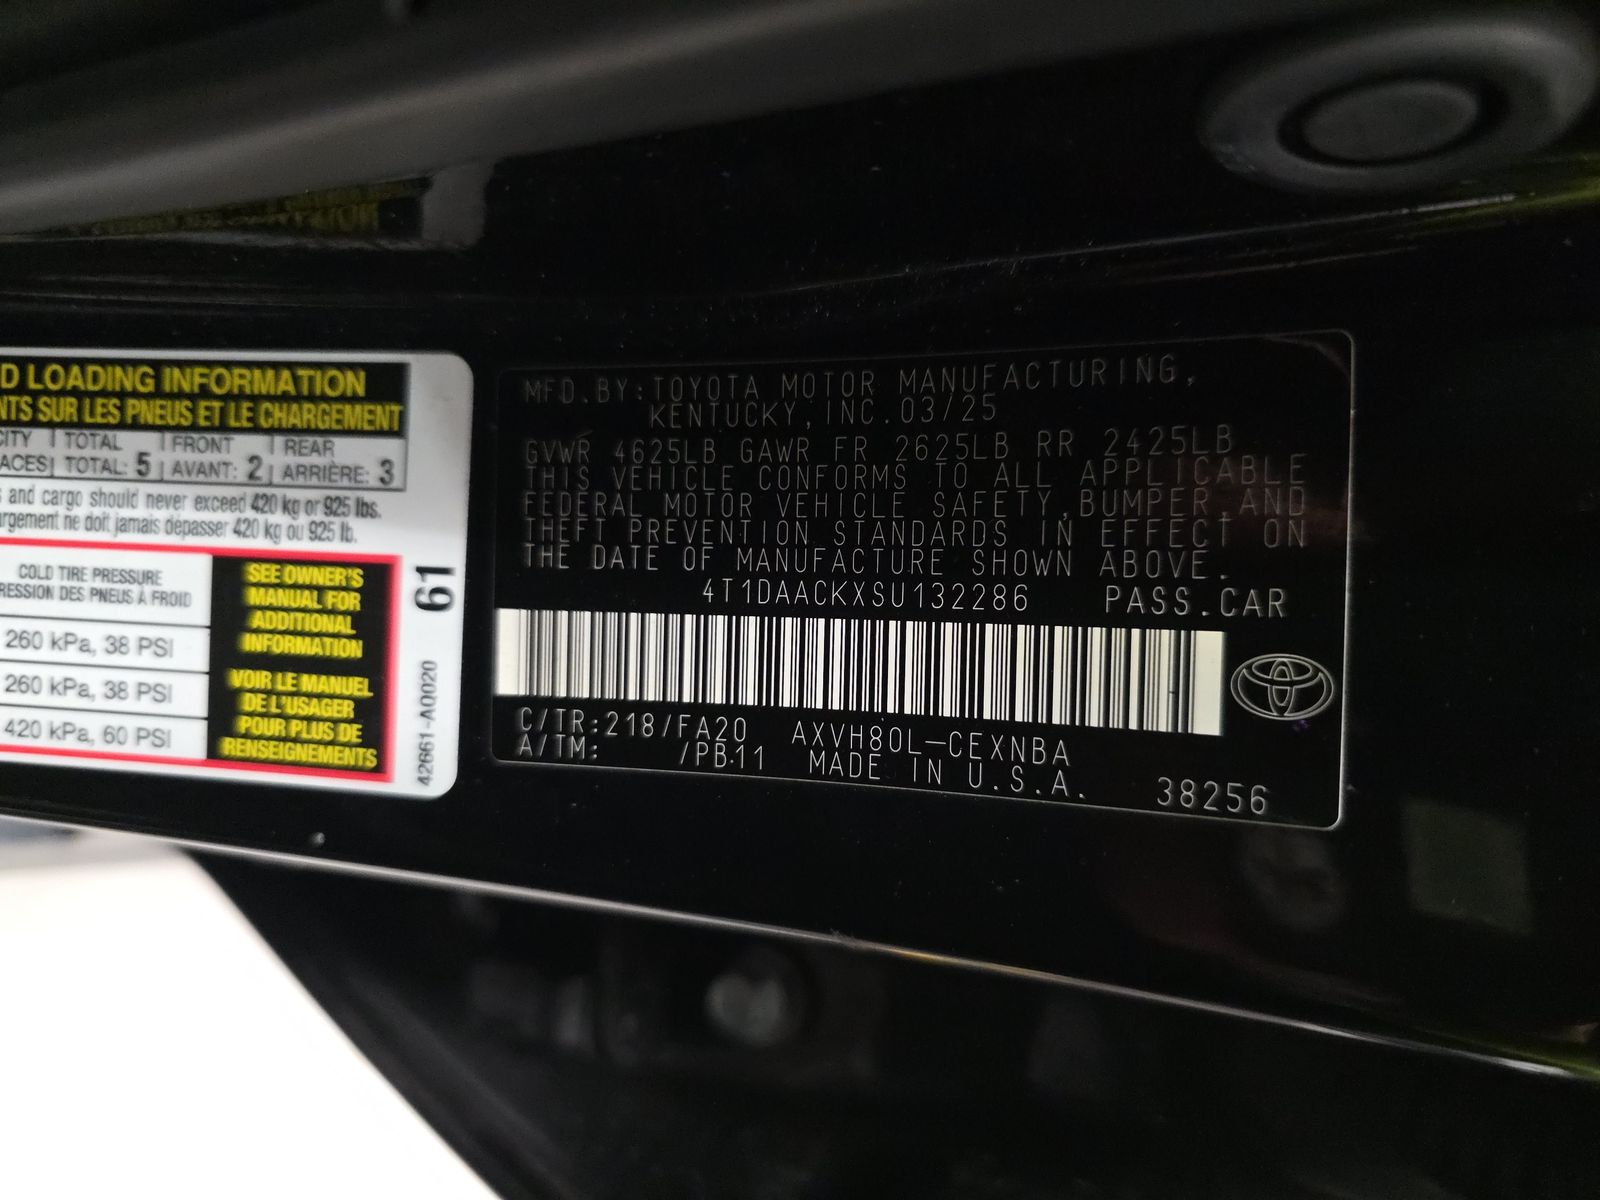 D LOADING INFORMATION
NTS SUR LES PNEUS ET LE CHARGEMENT
CITY TOTAL FRONT REAR
ACES TOTAL: 5 AVANT: 2 ARRIÈRE: 3
s and cargo should never exceed 420 kg or 925 lbs.
argement ne doit jamais dépasser 420 kg ou 925 lb.
COLD TIRE PRESSURE
RESSION DES PNEUS À FROID
260 kPa, 38 PSI
260 kPa, 38 PSI
420 kPa, 60 PSI
SEE OWNER'S
MANUAL FOR
ADDITIONAL
INFORMATION
VOIR LE MANUEL
DE L'USAGER
POUR PLUS DE
RENSEIGNEMENTS
61
42661-A0020
MFD.BY:TOYOTA MOTOR MANUFACTURING,
KENTUCKY,INC.03/25
GVWR 4625LB GAWR FR 2625LB RR 2425LB
THIS VEHICLE CONFORMS TO ALL APPLICABLE
FEDERAL MOTOR VEHICLE SAFETY,BUMPER,AND
THEFT PREVENTION STANDARDS IN EFFECT ON
THE DATE OF MANUFACTURE SHOWN ABOVE.
4T1DAACKXSU132286 PASS.CAR
C/TR:218/FA20 AXVH80L-CEXNBA
A/TM: /PB11 MADE IN U.S.A.
38256